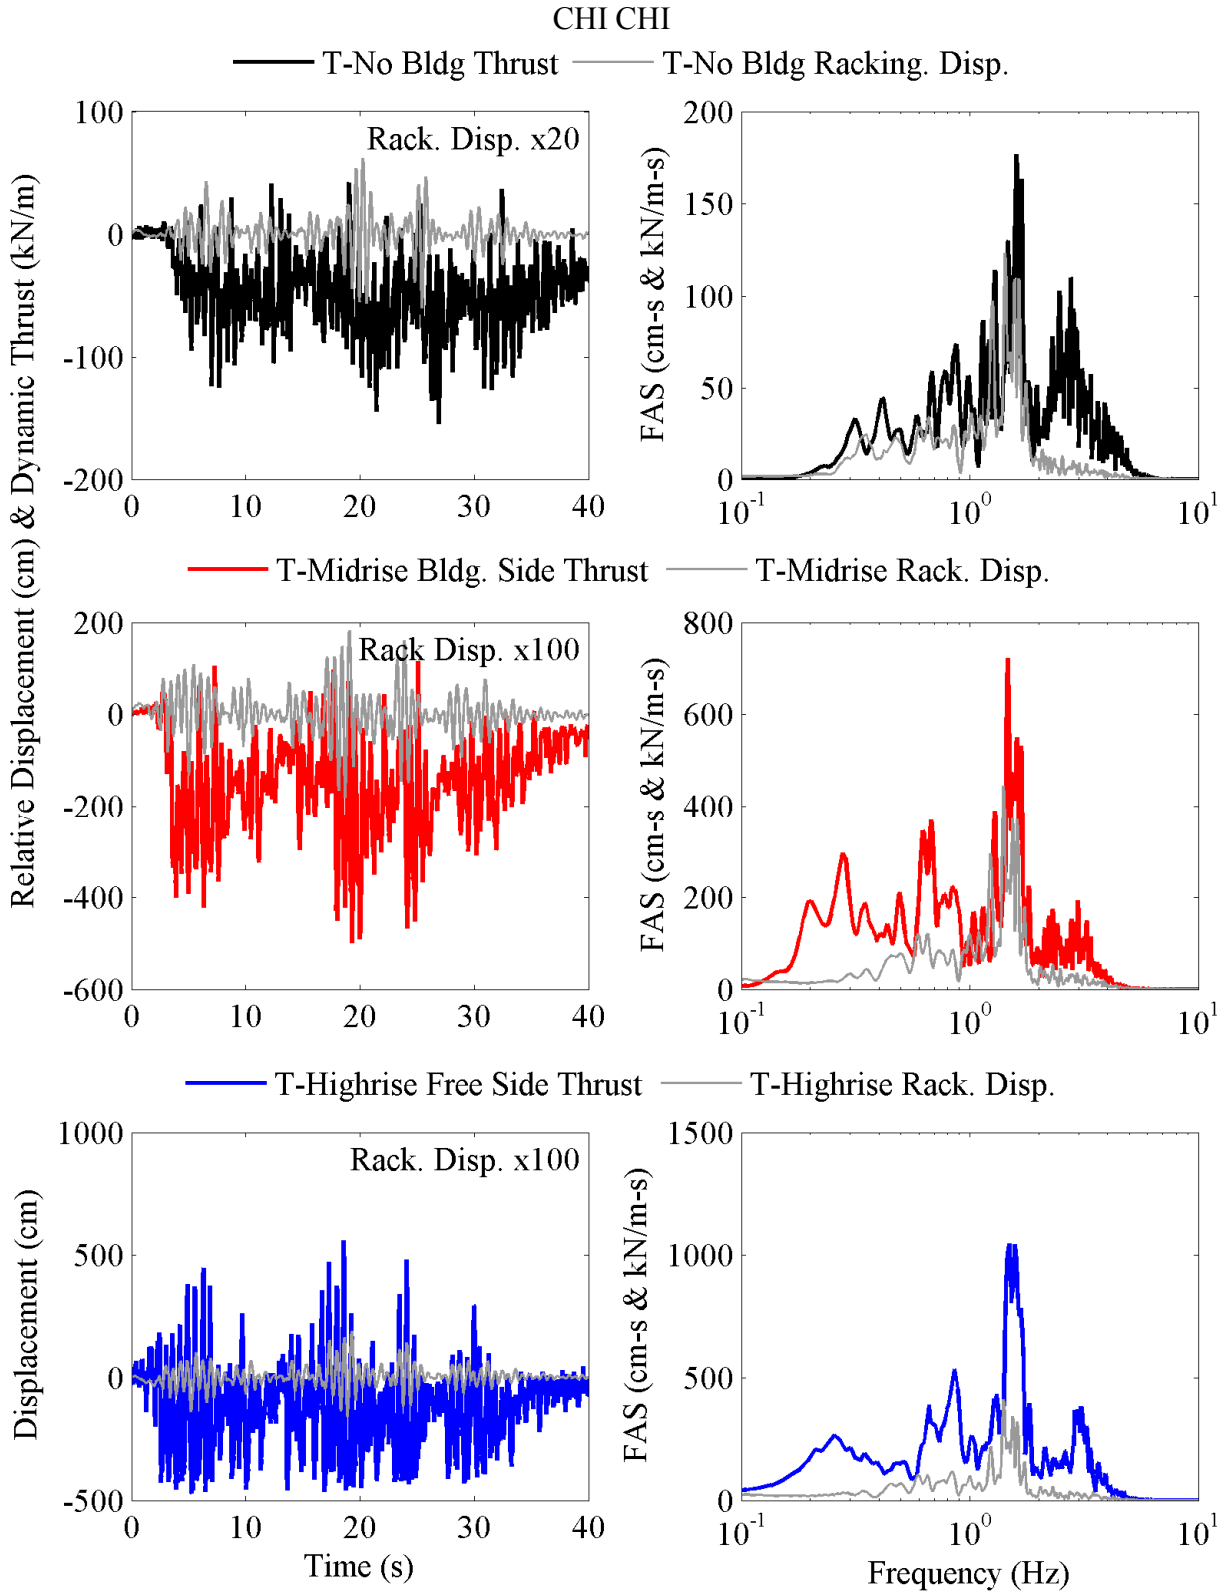 CHI CHI
T-No Bldg Thrust T-No Bldg Racking. Disp.
Relative Displacement (cm) & Dynamic Thrust (kN/m)
100
0
-100
-200
Rack. Disp. x20
0 10 20 30 40
FAS (cm-s & kN/m-s)
200
150
100
50
0
10^-1 10^0 10^1
T-Midrise Bldg. Side Thrust T-Midrise Rack. Disp.
200
0
-200
-400
-600
Rack Disp. x100
0 10 20 30 40
FAS (cm-s & kN/m-s)
800
600
400
200
0
10^-1 10^0 10^1
T-Highrise Free Side Thrust T-Highrise Rack. Disp.
Displacement (cm)
1000
500
0
-500
Rack. Disp. x100
0 10 20 30 40
Time (s)
FAS (cm-s & kN/m-s)
1500
1000
500
0
10^-1 10^0 10^1
Frequency (Hz)